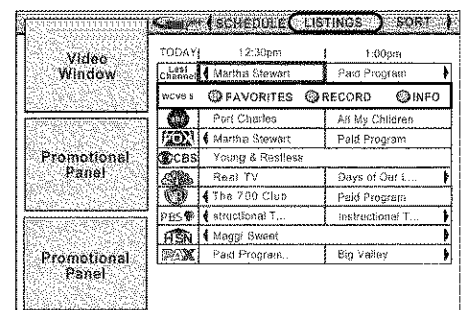 SCHEDULE LISTINGS SORT
Video
Window
TODAY 12:30pm 1:00pm
Last
Channel Martha Stewart Paid Program
WCVB 5 FAVORITES RECORD INFO
Port Charles All My Children
FOX Martha Stewart Paid Program
CBS Young & Restless
Real TV Days of Our L...
The 700 Club Paid Program
PBS structional T... Instructional T...
HSN Maggi Sweet
PAX Paid Program.. Big Valley
Promotional
Panel
Promotional
Panel